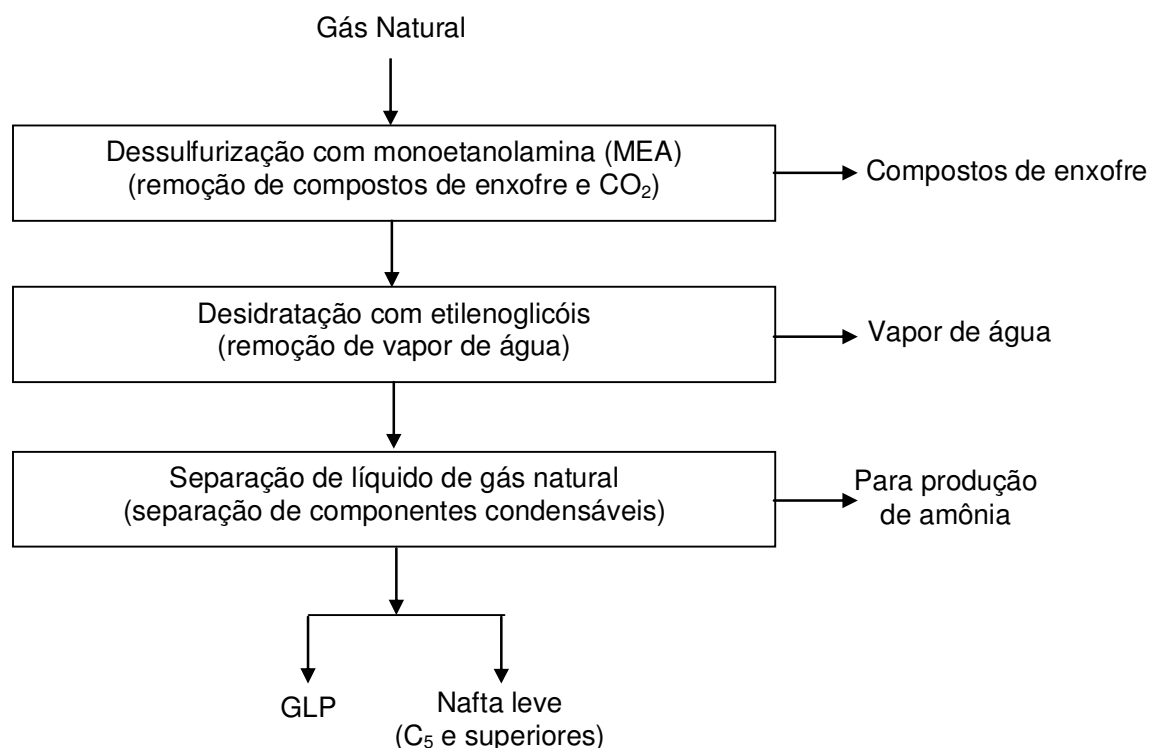 Gás Natural
Dessulfurização com monoetanolamina (MEA)
(remoção de compostos de enxofre e CO₂)
Compostos de enxofre
Desidratação com etilenoglicóis
(remoção de vapor de água)
Vapor de água
Separação de líquido de gás natural
(separação de componentes condensáveis)
Para produção
de amônia
GLP
Nafta leve
(C₅ e superiores)